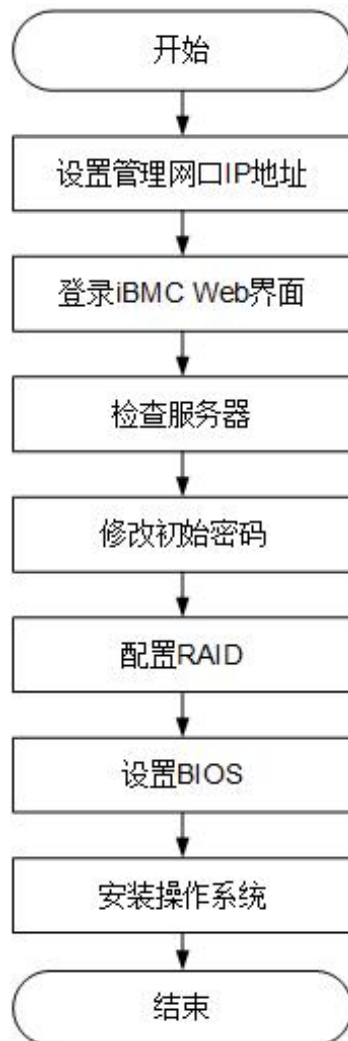 开始
设置管理网口IP地址
登录iBMC Web界面
检查服务器
修改初始密码
配置RAID
设置BIOS
安装操作系统
结束